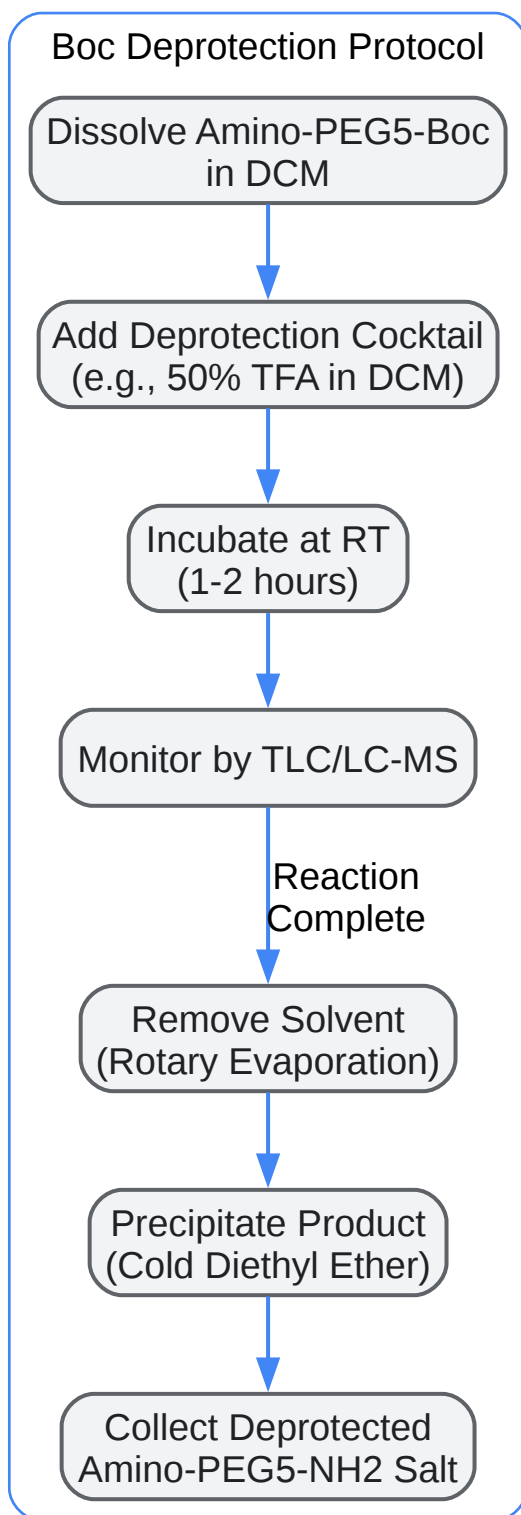 Boc Deprotection Protocol
Dissolve Amino-PEG5-Boc
in DCM
Add Deprotection Cocktail
(e.g., 50% TFA in DCM)
Incubate at RT
(1-2 hours)
Monitor by TLC/LC-MS
Reaction
Complete
Remove Solvent
(Rotary Evaporation)
Precipitate Product
(Cold Diethyl Ether)
Collect Deprotected
Amino-PEG5-NH2 Salt